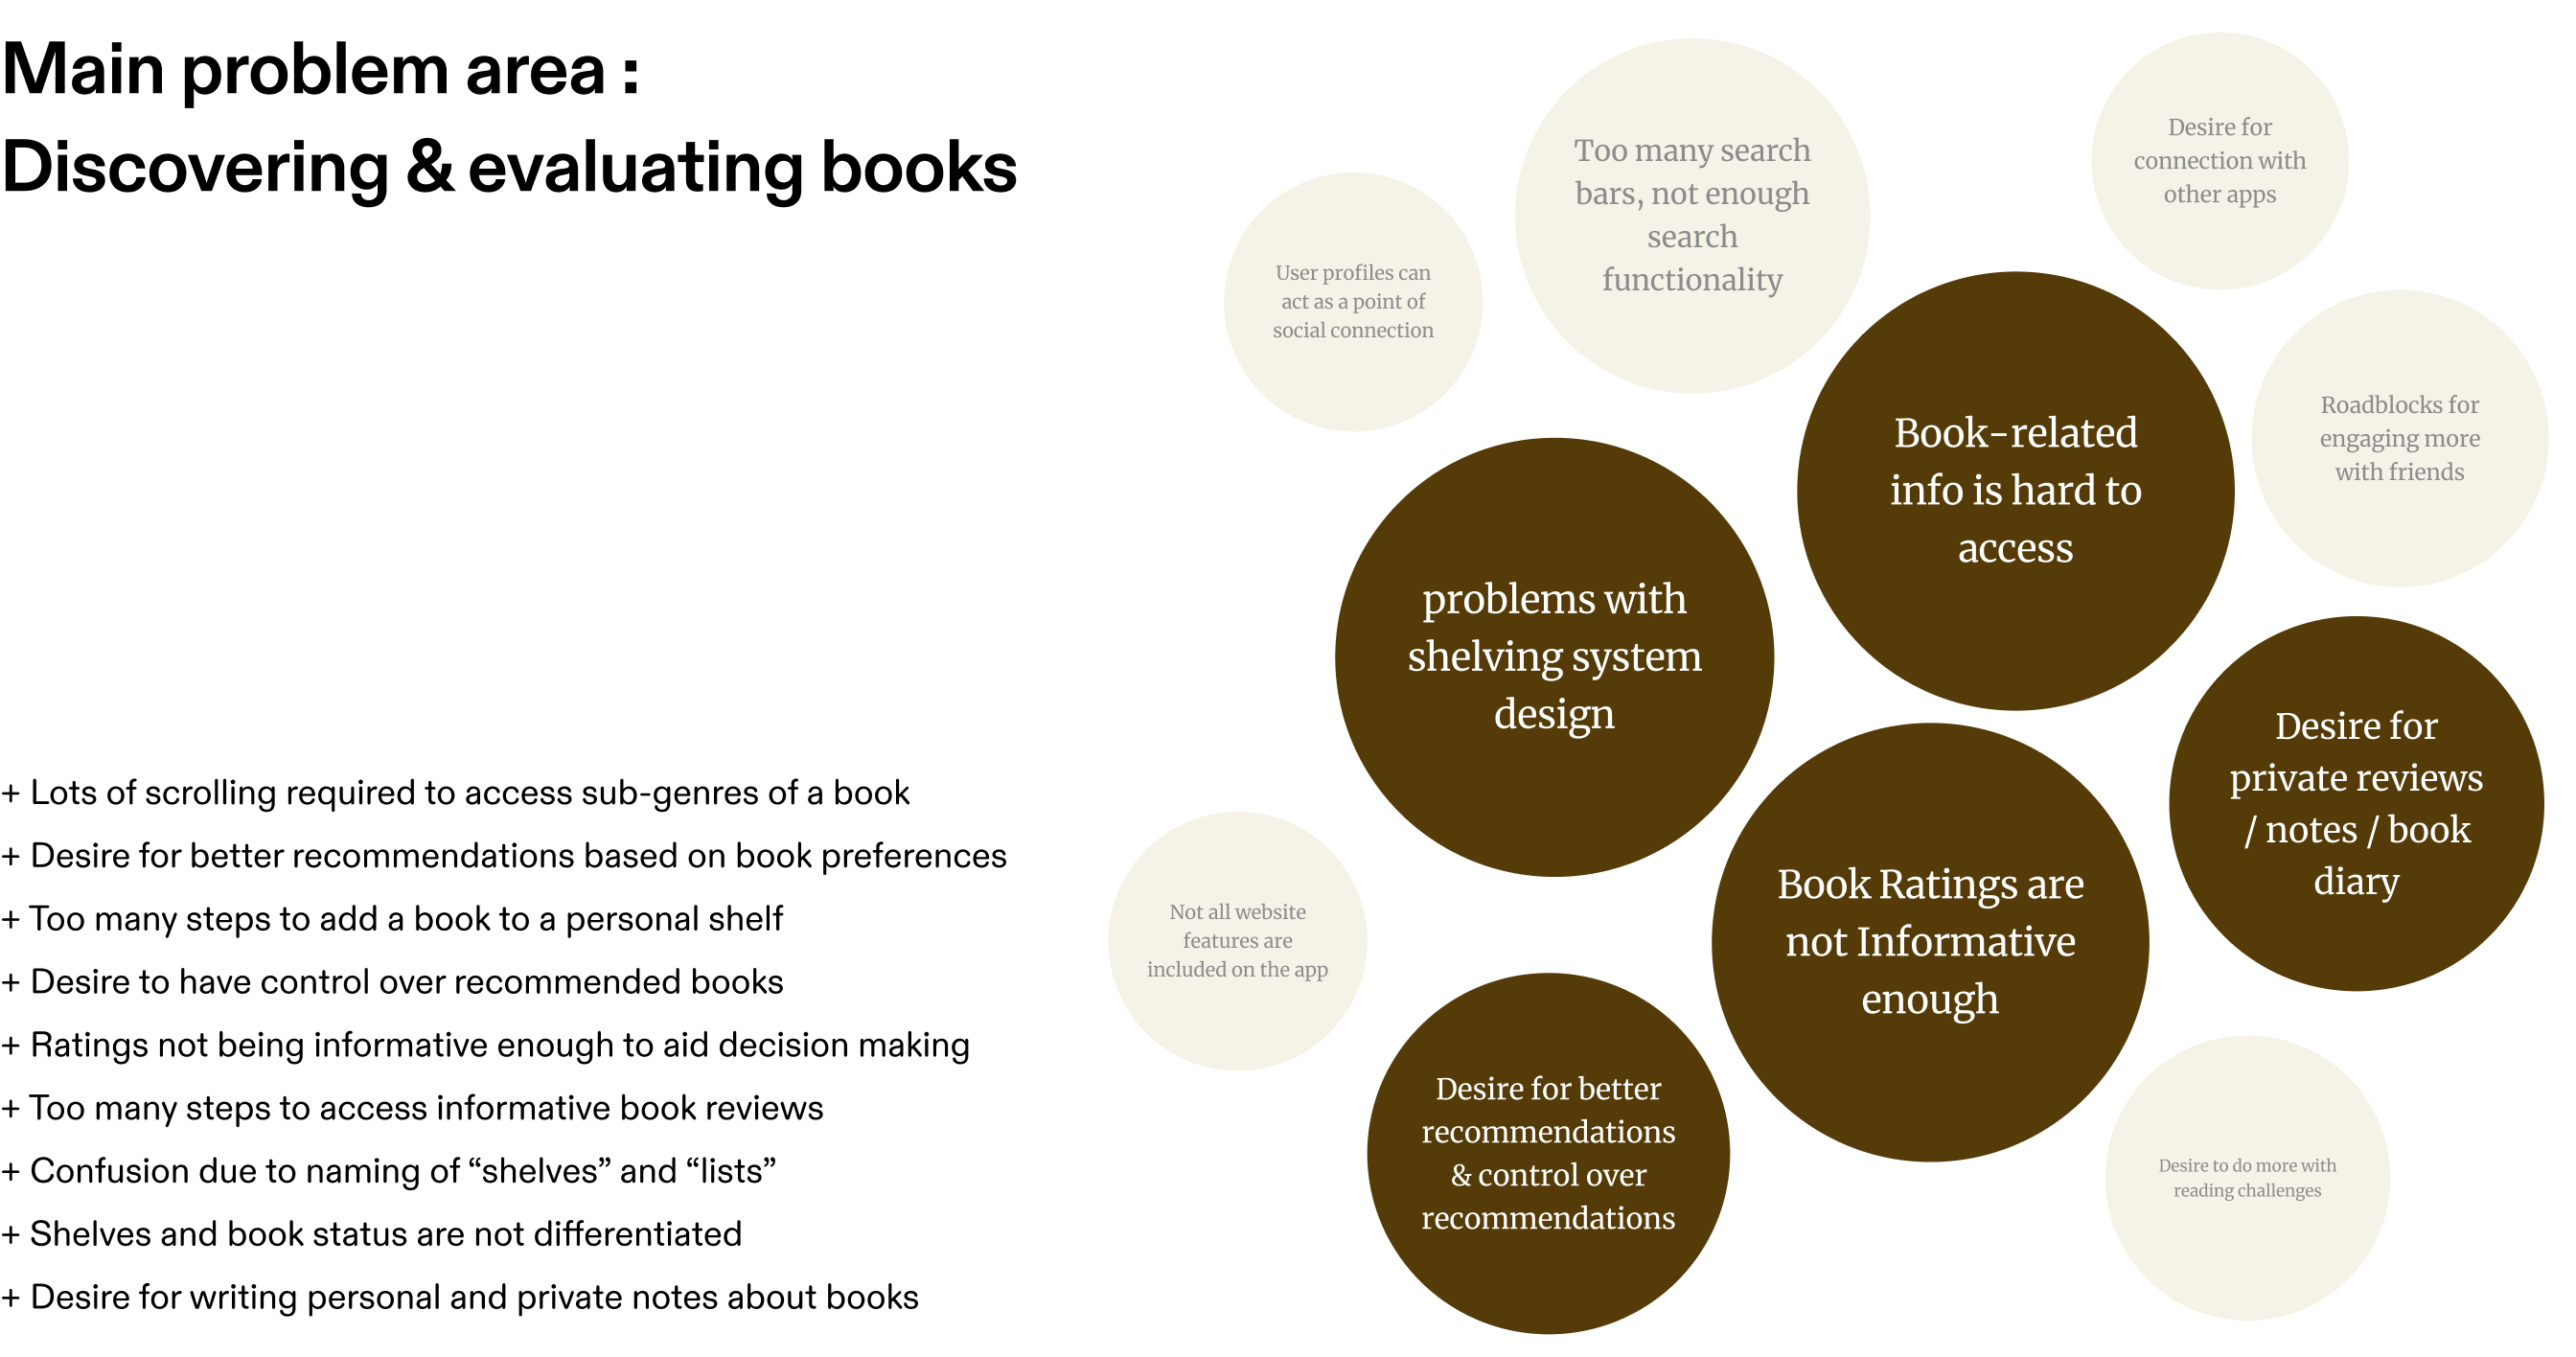 Main problem area :
Discovering & evaluating books
+ Lots of scrolling required to access sub-genres of a book
+ Desire for better recommendations based on book preferences
+ Too many steps to add a book to a personal shelf
+ Desire to have control over recommended books
+ Ratings not being informative enough to aid decision making
+ Too many steps to access informative book reviews
+ Confusion due to naming of “shelves” and “lists”
+ Shelves and book status are not differentiated
+ Desire for writing personal and private notes about books
User profiles can
act as a point of
social connection
Too many search
bars, not enough
search
functionality
Desire for
connection with
other apps
Book-related
info is hard to
access
Roadblocks for
engaging more
with friends
problems with
shelving system
design
Desire for
private reviews
/ notes / book
diary
Not all website
features are
included on the app
Book Ratings are
not Informative
enough
Desire for better
recommendations
& control over
recommendations
Desire to do more with
reading challenges